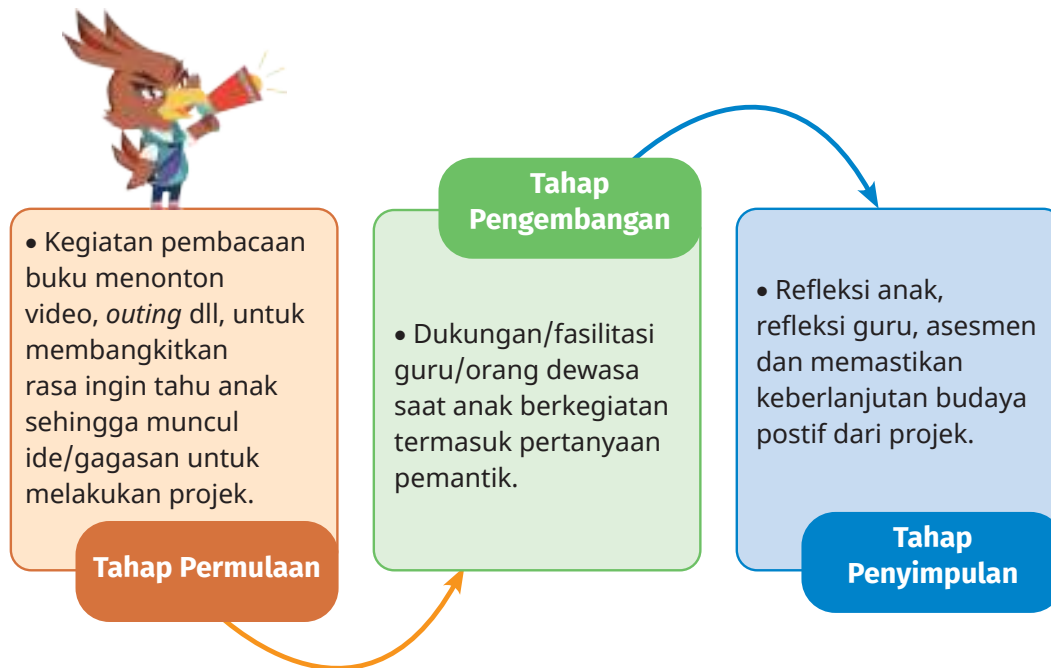 • Kegiatan pembacaan
buku menonton
video, outing dll, untuk
membangkitkan
rasa ingin tahu anak
sehingga muncul
ide/gagasan untuk
melakukan projek.
Tahap Permulaan
Tahap
Pengembangan
• Dukungan/fasilitasi
guru/orang dewasa
saat anak berkegiatan
termasuk pertanyaan
pemantik.
• Refleksi anak,
refleksi guru, asesmen
dan memastikan
keberlanjutan budaya
postif dari projek.
Tahap
Penyimpulan